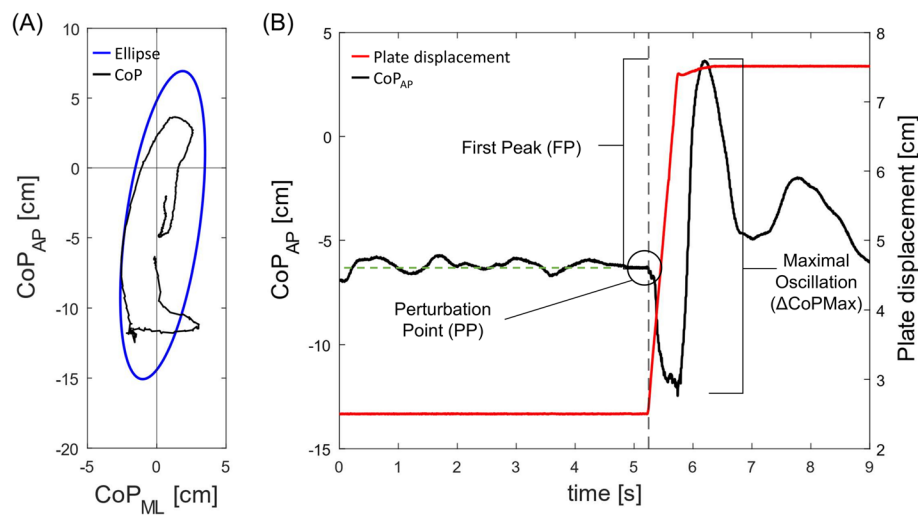 (A)
10
5
0
-5
-10
-15
-20
-5
0
5
CoP_AP [cm]
CoP_ML [cm]
Ellipse
CoP
(B)
5
0
-5
-10
-15
CoP_AP [cm]
Plate displacement
CoP_AP
First Peak (FP)
Perturbation
Point (PP)
Maximal
Oscillation
(ΔCoPMax)
8
7
6
5
4
3
2
Plate displacement [cm]
0
1
2
3
4
5
6
7
8
9
time [s]